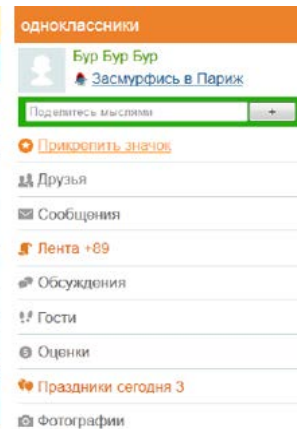 одноклассники
Бур Бур Бур
Засмурфись в Париж
Поделитесь мыслями +
Прикрепить значок
Друзья
Сообщения
Лента +89
Обсуждения
Гости
Оценки
Праздники сегодня 3
Фотографии